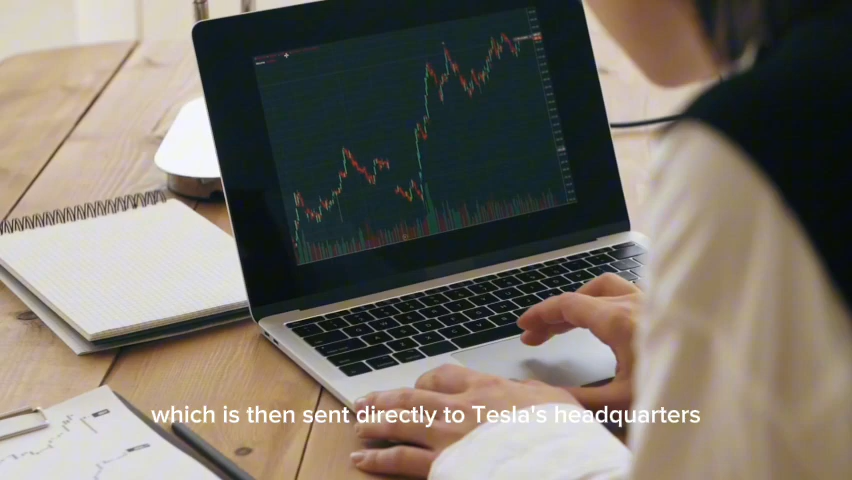 which is then sent directly to Tesla's headquarters